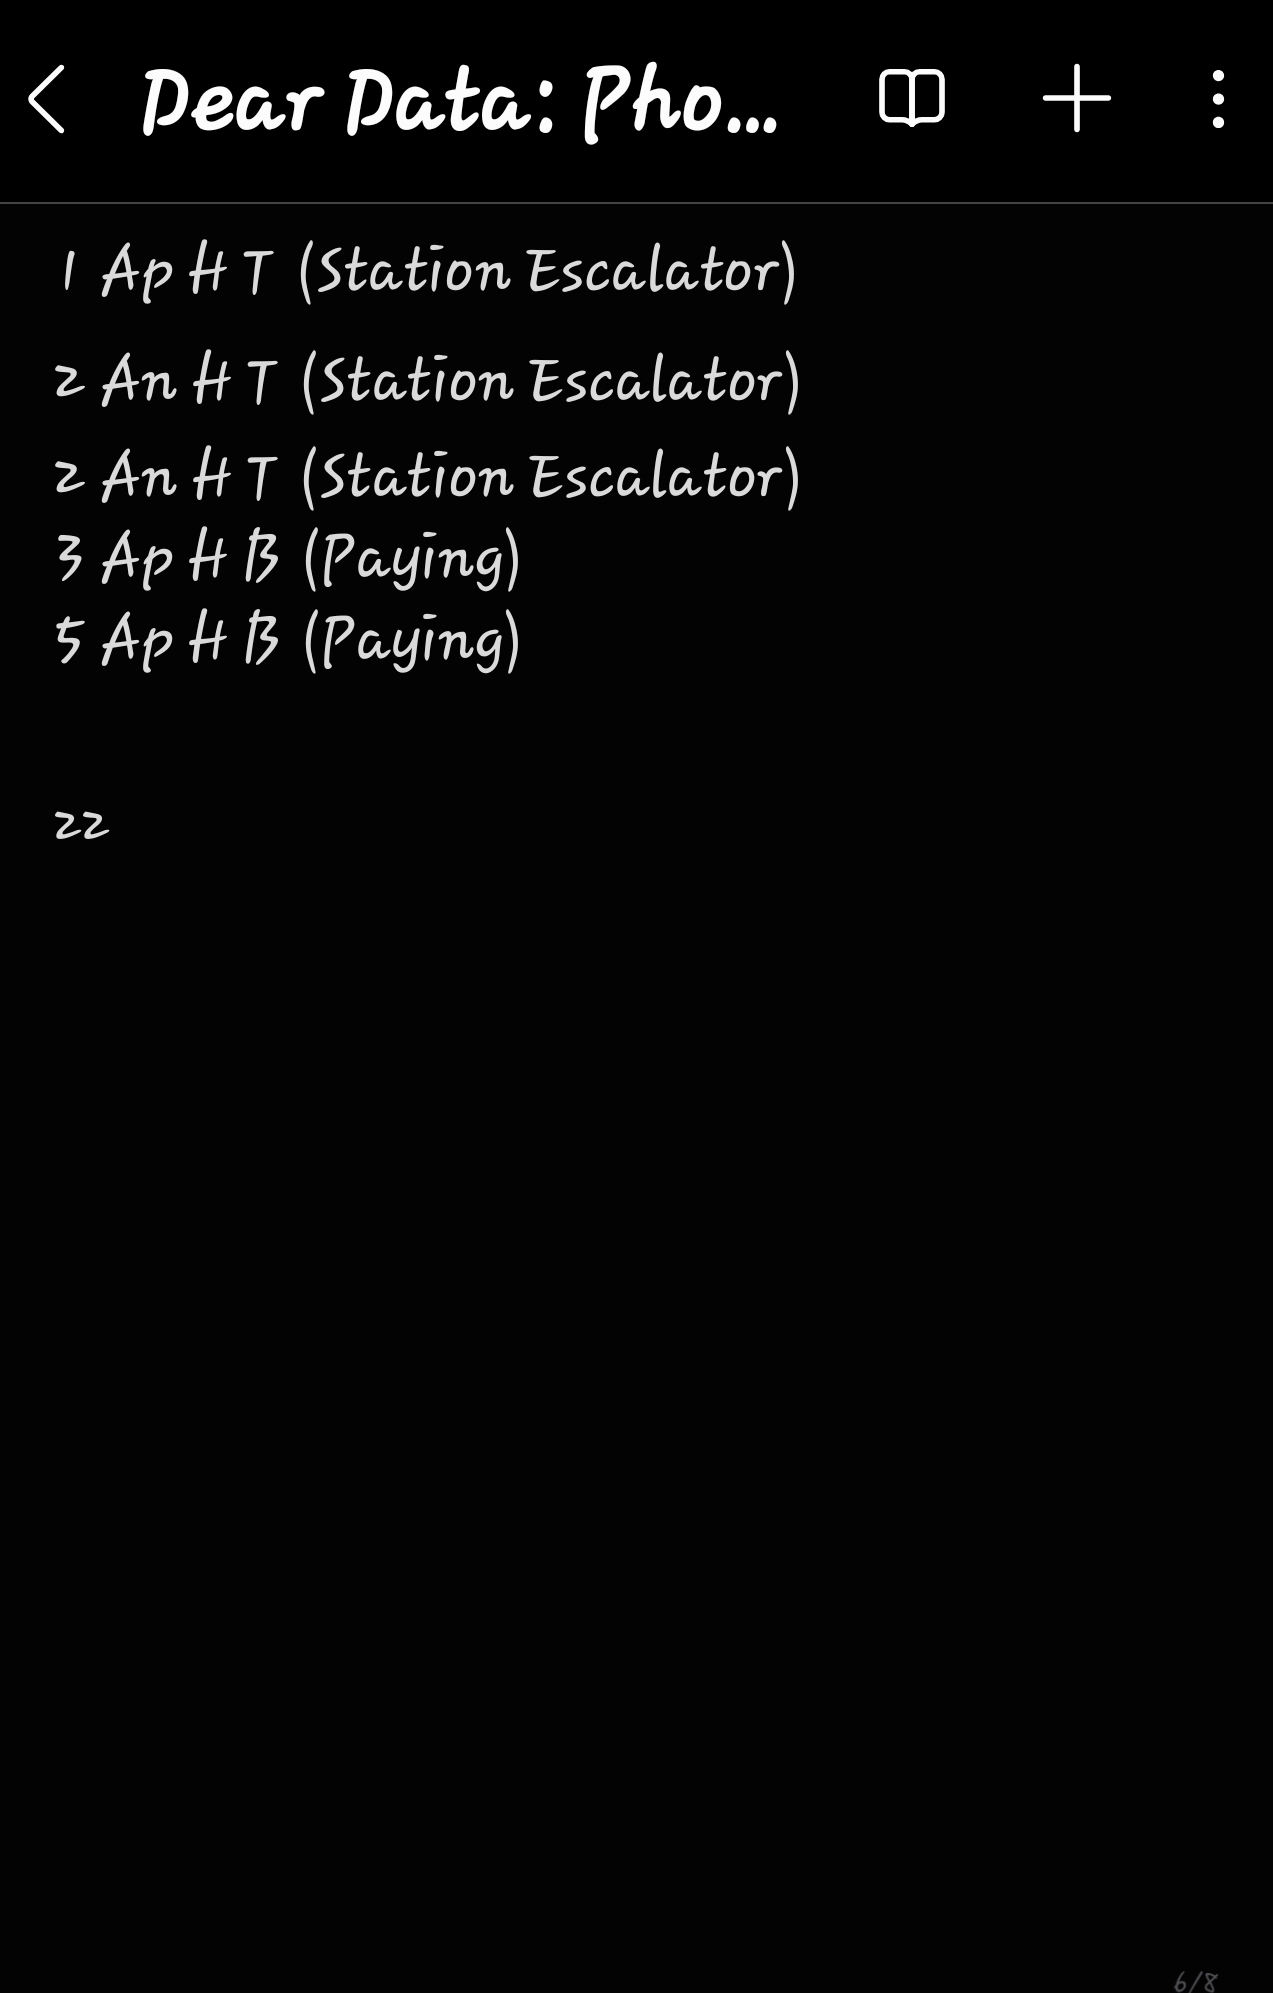 Dear Data: Pho...
1 Ap H T (Station Escalator)
2 An H T (Station Escalator)
2 An H T (Station Escalator)
3 Ap H B (Paying)
5 Ap H B (Paying)
22
6/8